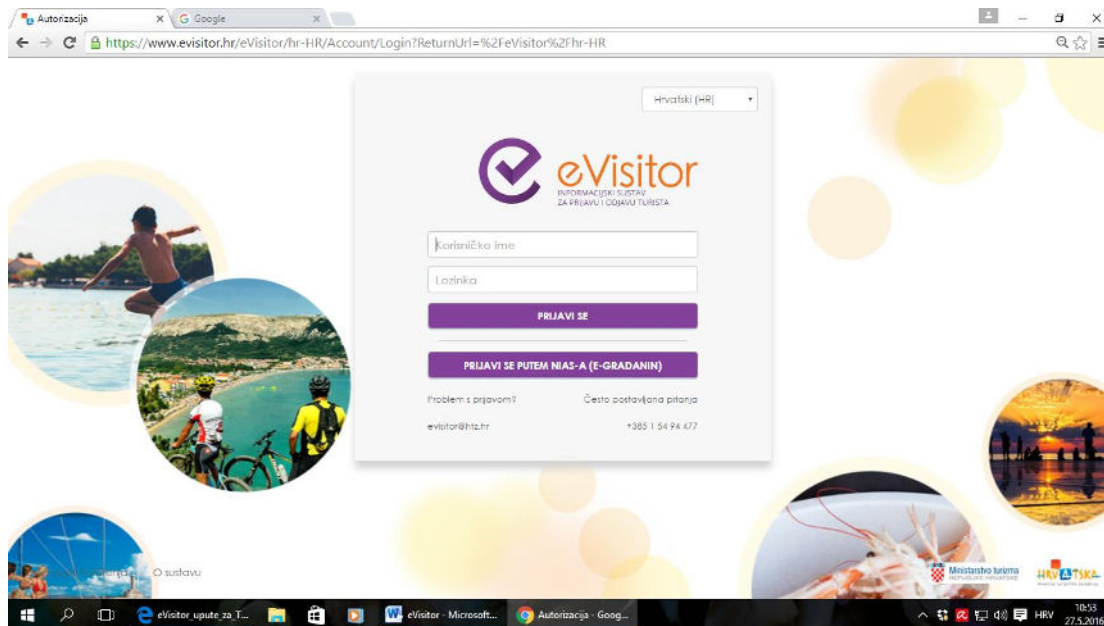 Autorizacija
Google
https://www.evisitor.hr/eVisitor/hr-HR/Account/Login?ReturnUrl=%2FeVisitor%2Fhr-HR
Hrvatski (HR)
eVisitor
INFORMACIJSKI SUSTAV
ZA PRIJAVU I ODJAVU TURISTA
Korisničko ime
Lozinka
PRIJAVI SE
PRIJAVI SE PUTEM NIAS-A (E-GRAĐANIN)
Problem s prijavom?
Često postavljana pitanja
evisitor@htz.hr
+385 1 54 94 477
O sustavu
Ministarstvo turizma
REPUBLIKE HRVATSKE
HRVATSKA
eVisitor_upute_za_T...
eVisitor - Microsoft...
Autorizacija - Goog...
HRV
10:53
27.5.2016